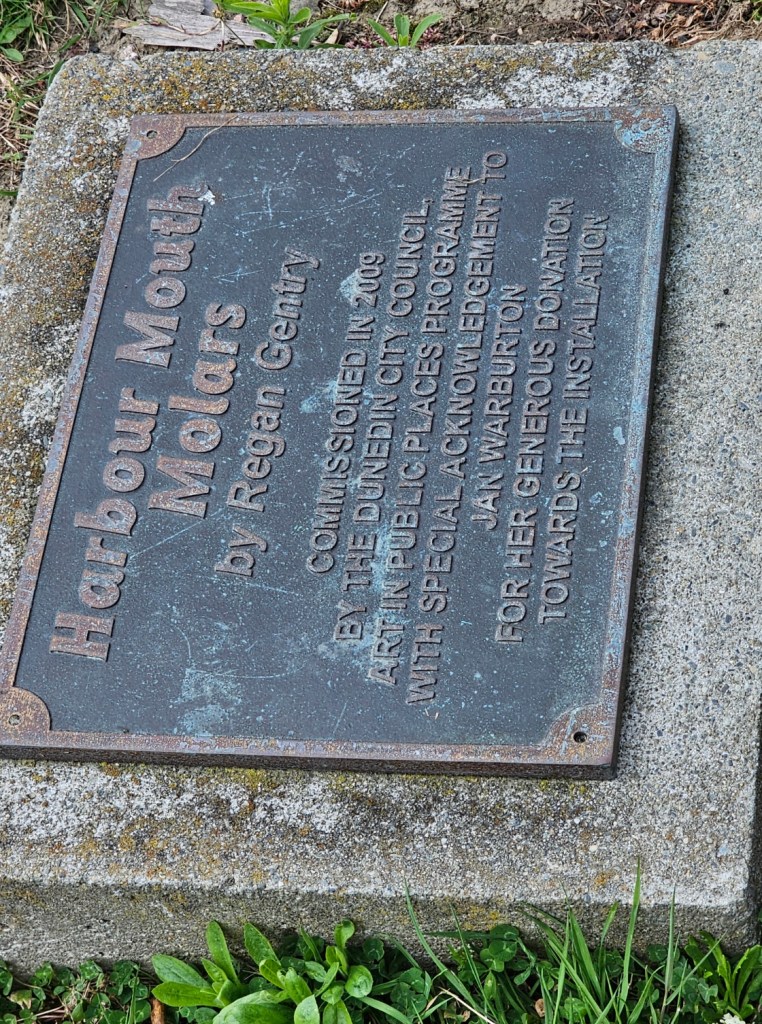 Harbour Mouth
Molars
by Regan Gentry
COMMISSIONED IN 2009
BY THE DUNEDIN CITY COUNCIL,
ART IN PUBLIC PLACES PROGRAMME
WITH SPECIAL ACKNOWLEDGEMENT TO
JAN WARBURTON
FOR HER GENEROUS DONATION
TOWARDS THE INSTALLATION